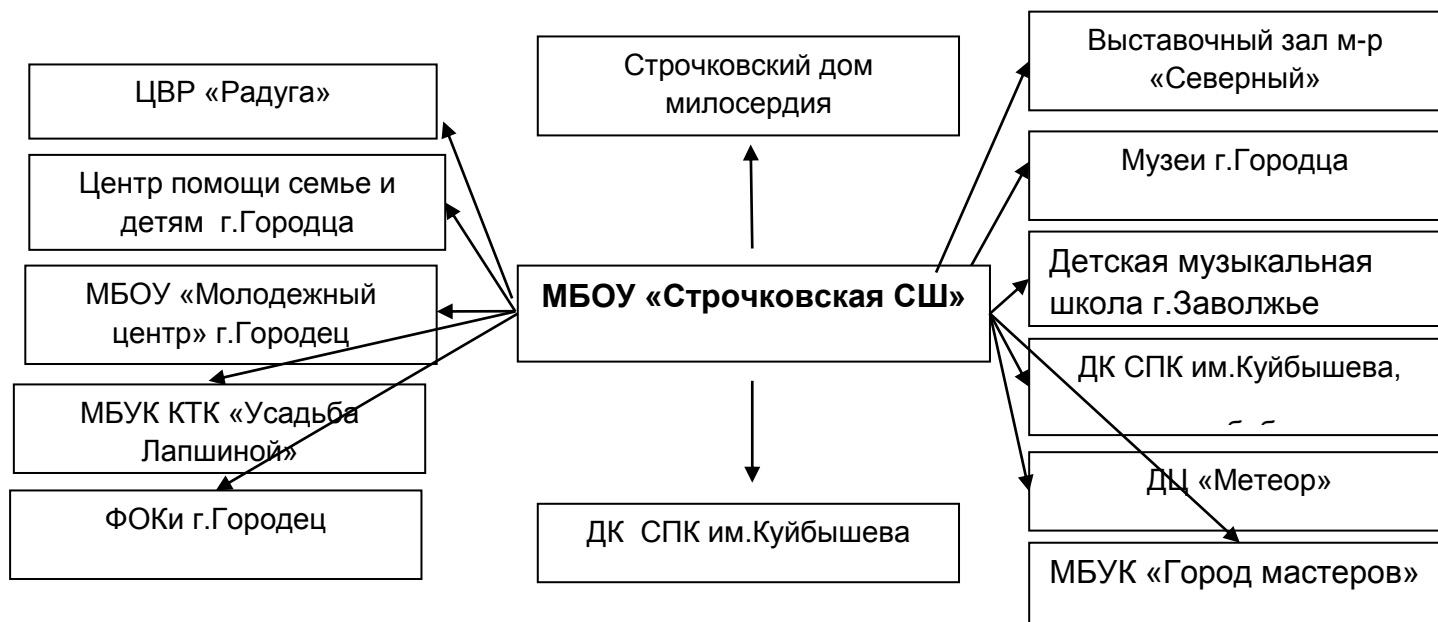 ЦВР «Радуга»
Центр помощи семье и
детям г.Городца
МБОУ «Молодежный
центр» г.Городец
МБУК КТК «Усадьба
Лапшиной»
ФОКи г.Городец
Строчковский дом
милосердия
МБОУ «Строчковская СШ»
ДК СПК им.Куйбышева
Выставочный зал м-р
«Северный»
Музеи г.Городца
Детская музыкальная
школа г.Заволжье
ДК СПК им.Куйбышева,
ДЦ «Метеор»
МБУК «Город мастеров»